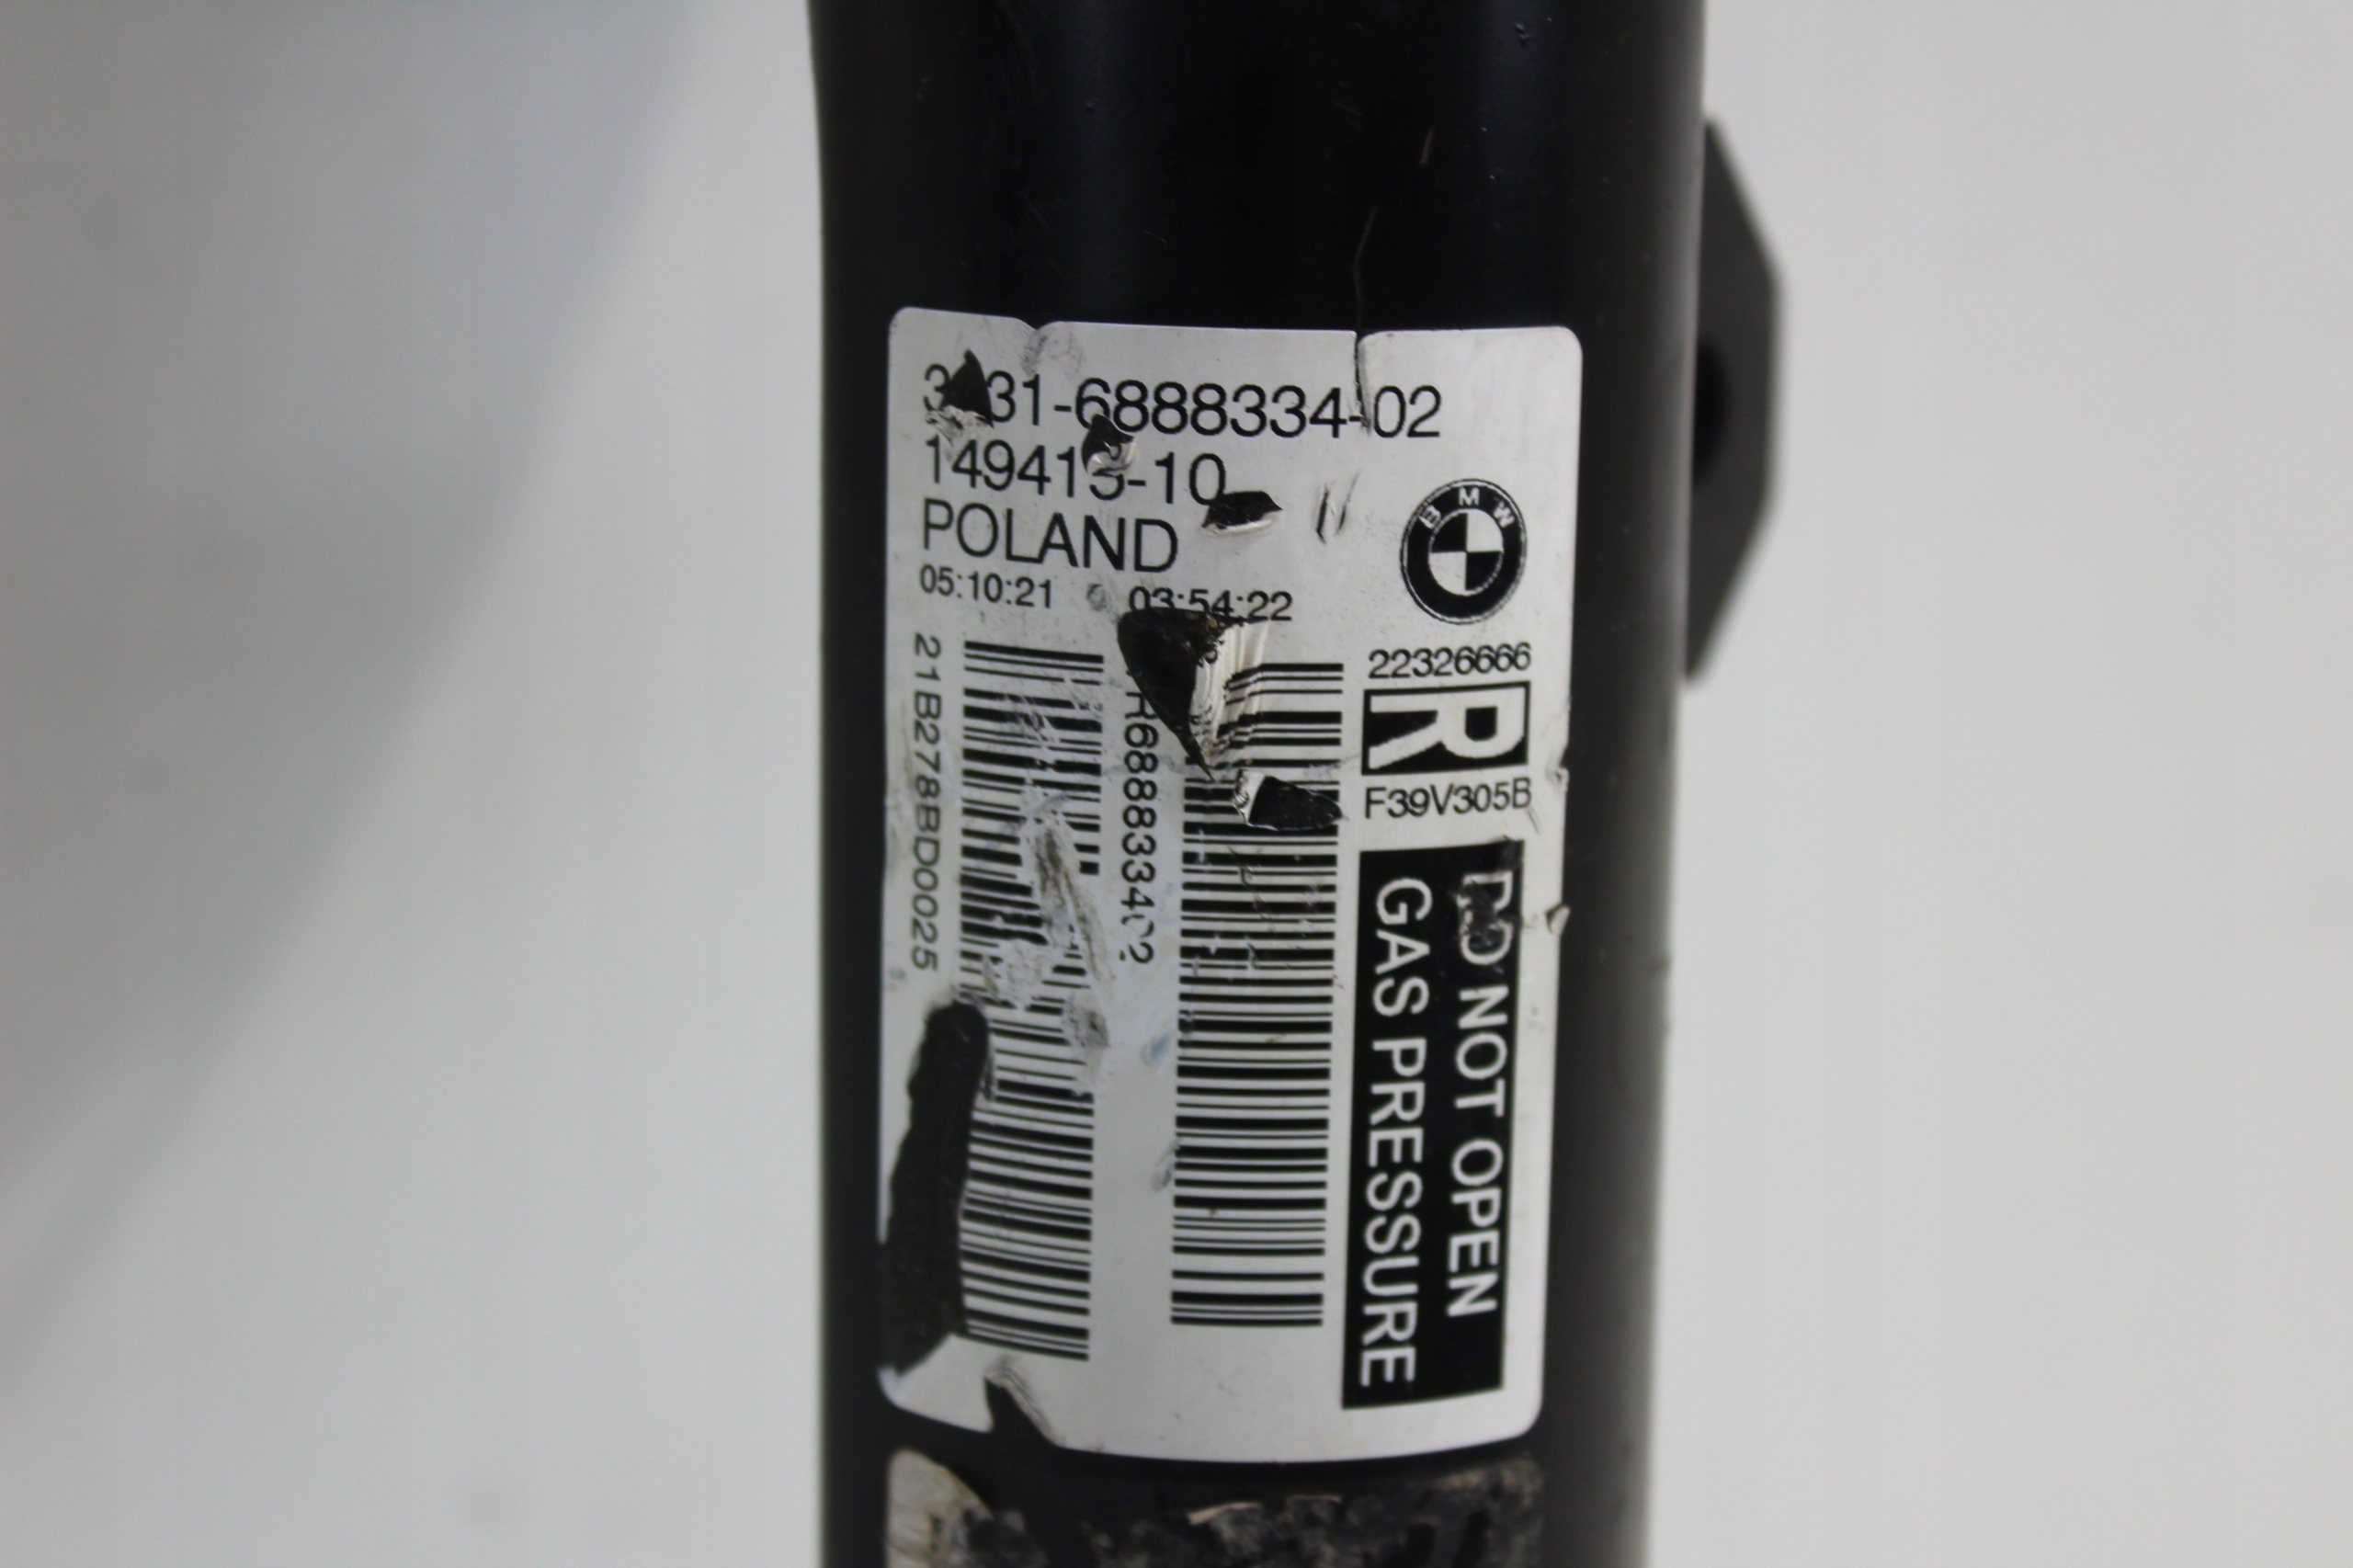 31-6888334-02
-10
POLAND
05:10:21 03:54:22
BMW
22326666
R
F39V305B
21B278BD0025
R688833402
DO NOT OPEN
GAS PRESSURE